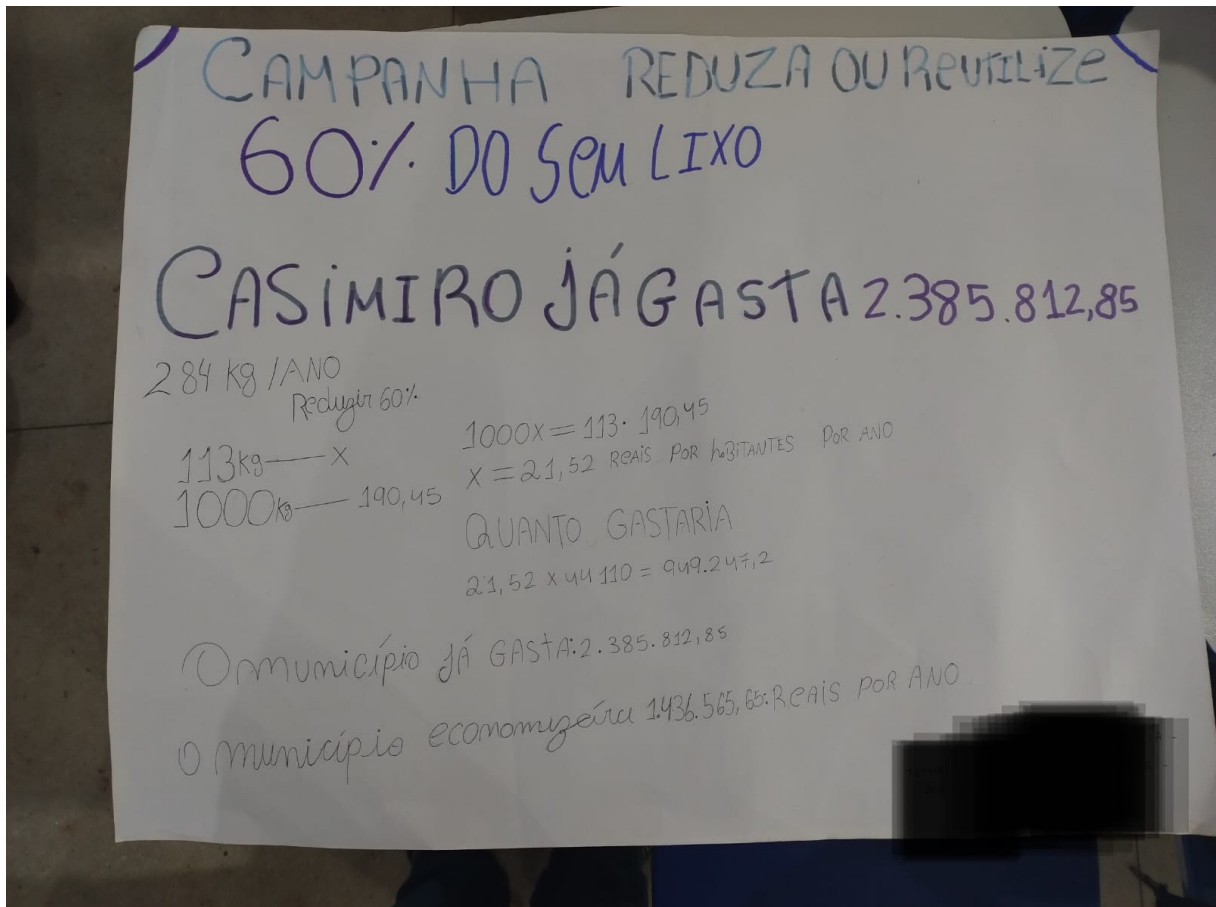 CAMPANHA REDUZA OU REUTILIZE
60% DO SEU LIXO
CASIMIRO JÁ GASTA 2.385.812,85
284 kg /ANO
Reduzir 60%
113kg — x
1000kg — 190,45
1000x = 113 · 190,45
x = 21,52 REAIS POR hABITANTES POR ANO
QUANTO GASTARIA
21,52 x 44 110 = 949.247,2
O município JÁ GASTA: 2.385.812,85
O município economizeíra 1.436.565,65: REAIS POR ANO